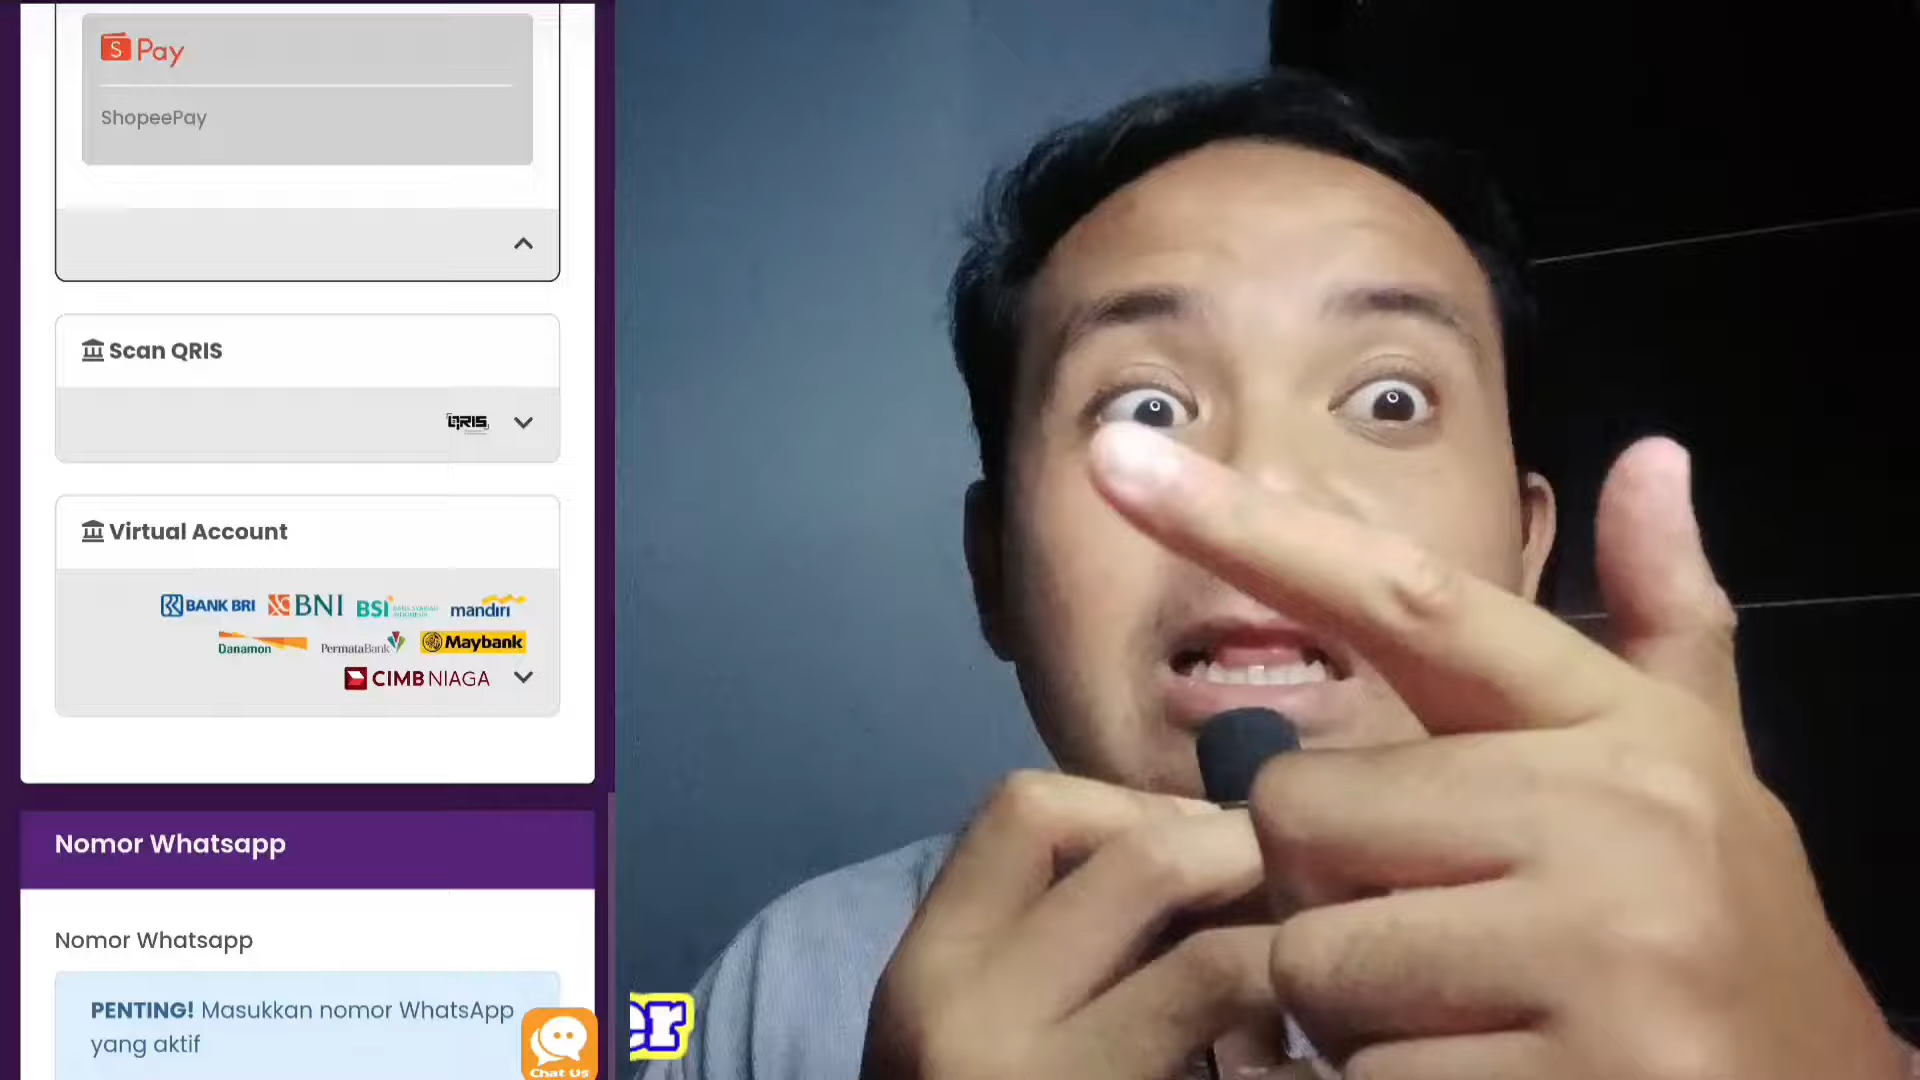 S Pay
ShopeePay
Scan QRIS
QRIS
Virtual Account
BANK BRI BNI BSI mandiri
Danamon PermataBank Maybank
CIMB NIAGA
Nomor Whatsapp
Nomor Whatsapp
PENTING! Masukkan nomor WhatsApp
yang aktif
Chat Us
er